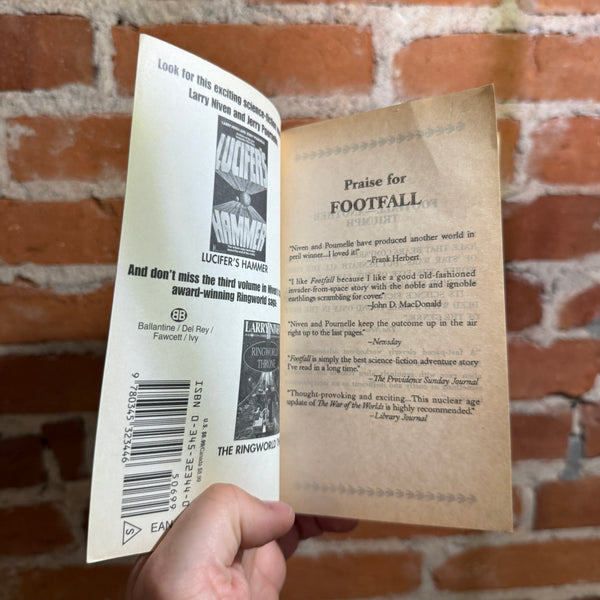 Look for this exciting science-fiction
Larry Niven and Jerry Pournelle
LUCIFER'S
HAMMER
LUCIFER'S HAMMER
And don't miss the third volume in
award-winning Ringworld saga
BB
Ballantine / Del Rey /
Fawcett / Ivy
LARRY
RINGWORLD
THRONE
THE RINGWORLD
9 780345 323446
ISBN 0-345-32344-0
U.S. $6.99
50699
EAN
S
Praise for
FOOTFALL
"Niven and Pournelle have produced another world in
peril winner...I loved it!"
–Frank Herbert
"I like Footfall because I like a good old-fashioned
invader-from-space story with the noble and ignoble
earthlings scrambling for cover."
–John D. MacDonald
"Niven and Pournelle keep the outcome up in the air
right up to the last pages."
–Newsday
"Footfall is simply the best science-fiction adventure story
I've read in a long time."
–The Providence Sunday Journal
"Thought-provoking and exciting...This nuclear age
update of The War of the Worlds is highly recommended."
–Library Journal